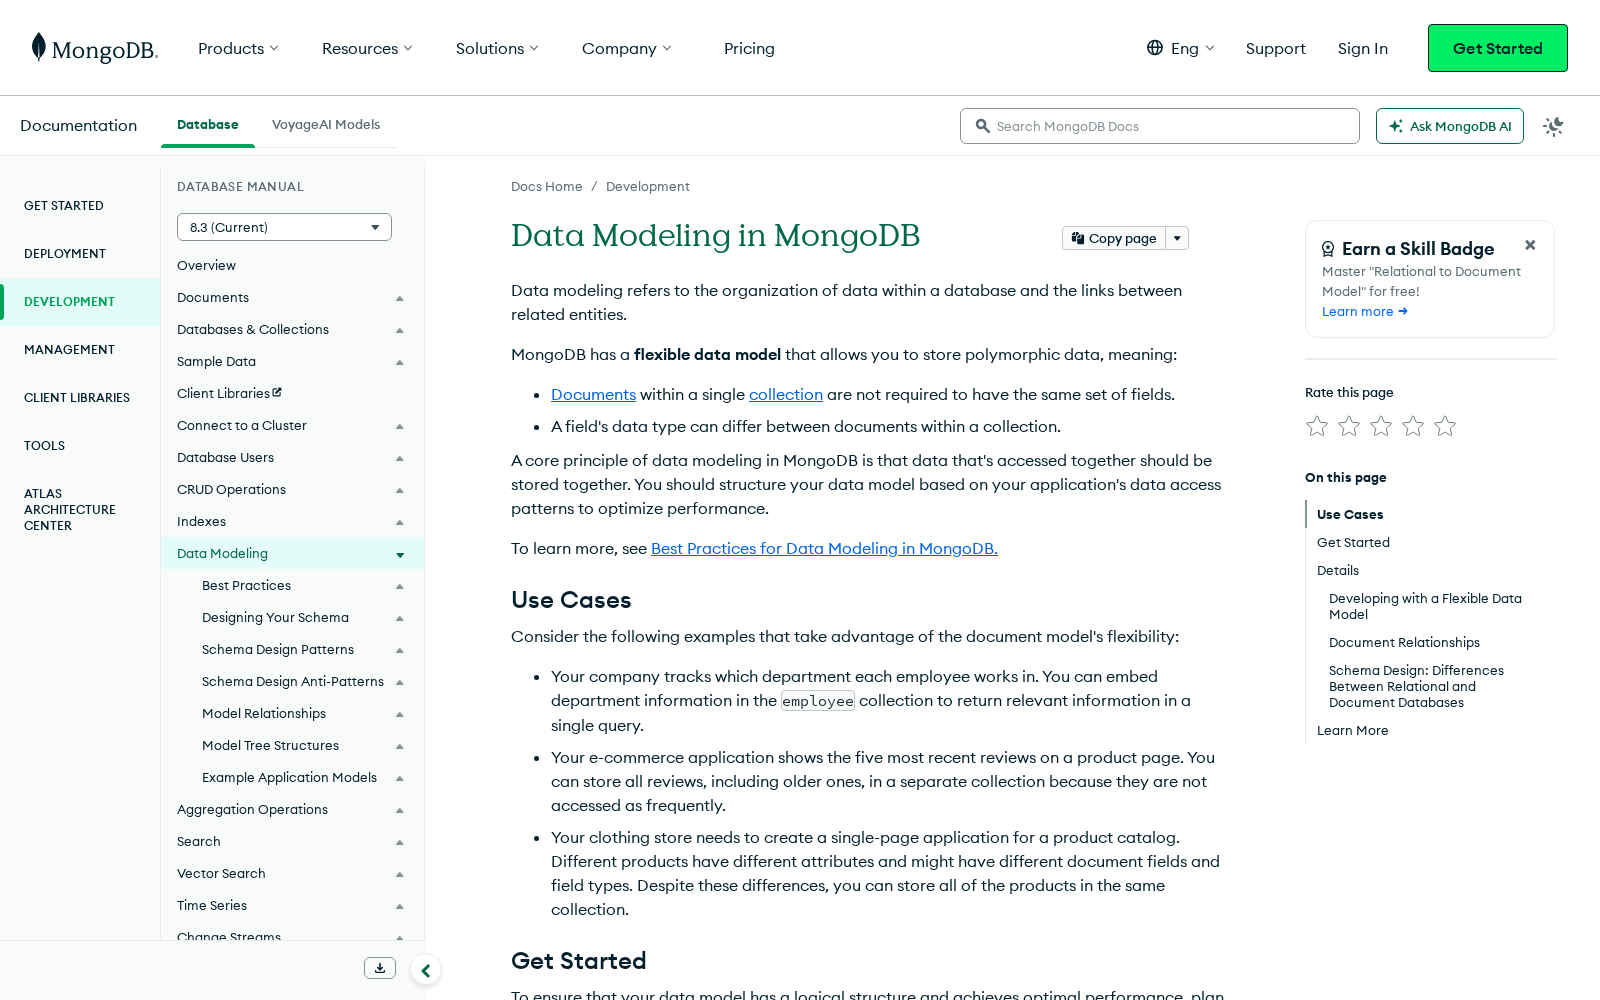 MongoDB.
Products
Resources
Solutions
Company
Pricing
Eng
Support
Sign In
Get Started
Documentation
Database
VoyageAI Models
Search MongoDB Docs
Ask MongoDB AI
GET STARTED
DEPLOYMENT
DEVELOPMENT
MANAGEMENT
CLIENT LIBRARIES
TOOLS
ATLAS
ARCHITECTURE
CENTER
DATABASE MANUAL
8.3 (Current)
Overview
Documents
Databases & Collections
Sample Data
Client Libraries
Connect to a Cluster
Database Users
CRUD Operations
Indexes
Data Modeling
Best Practices
Designing Your Schema
Schema Design Patterns
Schema Design Anti-Patterns
Model Relationships
Model Tree Structures
Example Application Models
Aggregation Operations
Search
Vector Search
Time Series
Change Streams
Docs Home / Development
Data Modeling in MongoDB
Copy page
Data modeling refers to the organization of data within a database and the links between
related entities.
MongoDB has a flexible data model that allows you to store polymorphic data, meaning:
Documents within a single collection are not required to have the same set of fields.
A field's data type can differ between documents within a collection.
A core principle of data modeling in MongoDB is that data that's accessed together should be
stored together. You should structure your data model based on your application's data access
patterns to optimize performance.
To learn more, see Best Practices for Data Modeling in MongoDB.
Use Cases
Consider the following examples that take advantage of the document model's flexibility:
Your company tracks which department each employee works in. You can embed
department information in the employee collection to return relevant information in a
single query.
Your e-commerce application shows the five most recent reviews on a product page. You
can store all reviews, including older ones, in a separate collection because they are not
accessed as frequently.
Your clothing store needs to create a single-page application for a product catalog.
Different products have different attributes and might have different document fields and
field types. Despite these differences, you can store all of the products in the same
collection.
Get Started
To ensure that your data model has a logical structure and achieves optimal performance, plan
Earn a Skill Badge
Master "Relational to Document
Model" for free!
Learn more
Rate this page
On this page
Use Cases
Get Started
Details
Developing with a Flexible Data
Model
Document Relationships
Schema Design: Differences
Between Relational and
Document Databases
Learn More